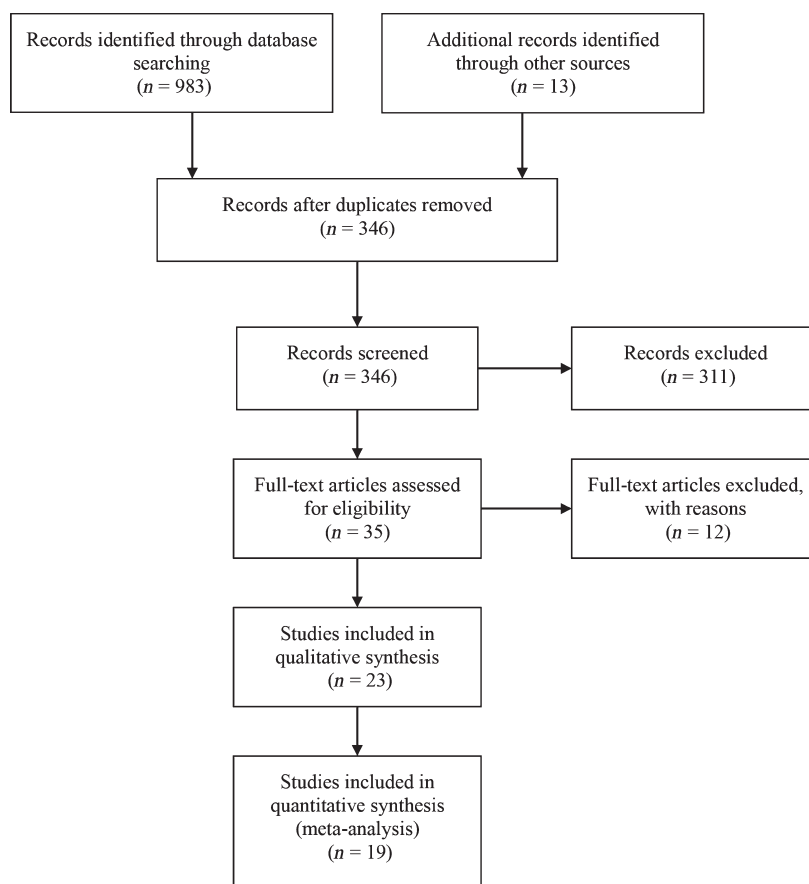 Records identified through database
searching
(n = 983)
Additional records identified
through other sources
(n = 13)
Records after duplicates removed
(n = 346)
Records screened
(n = 346)
Records excluded
(n = 311)
Full-text articles assessed
for eligibility
(n = 35)
Full-text articles excluded,
with reasons
(n = 12)
Studies included in
qualitative synthesis
(n = 23)
Studies included in
quantitative synthesis
(meta-analysis)
(n = 19)